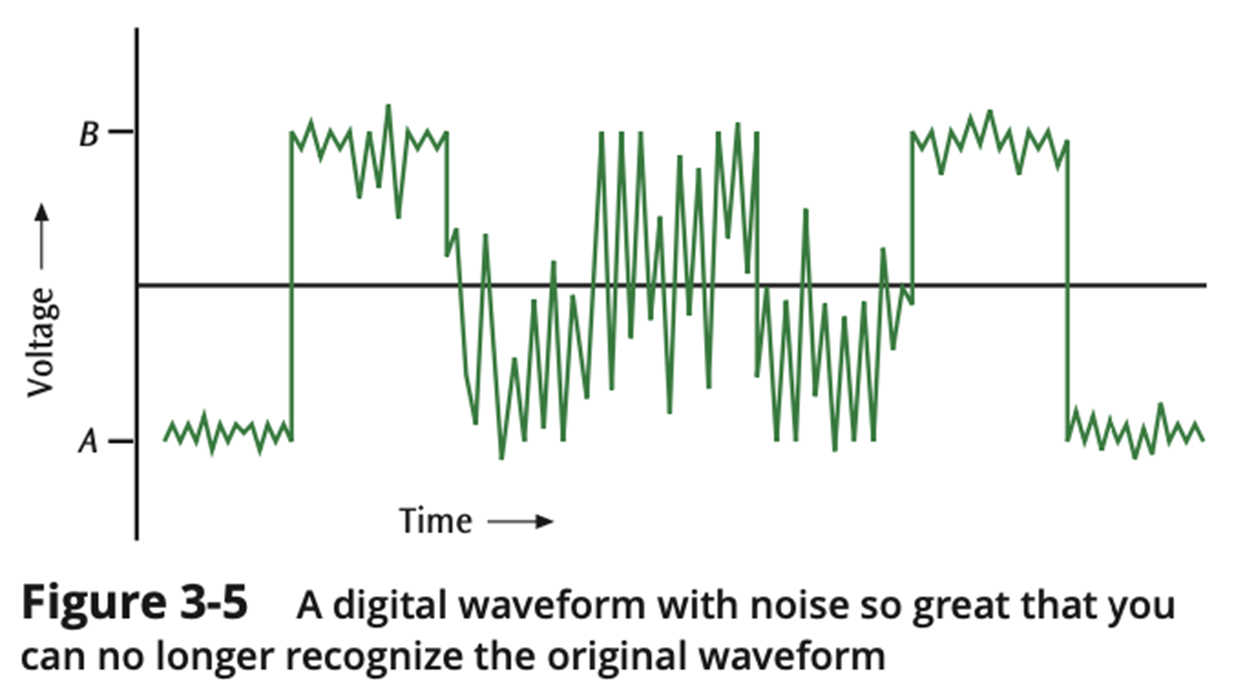 B
Voltage
A
Time
Figure 3-5 A digital waveform with noise so great that you
can no longer recognize the original waveform